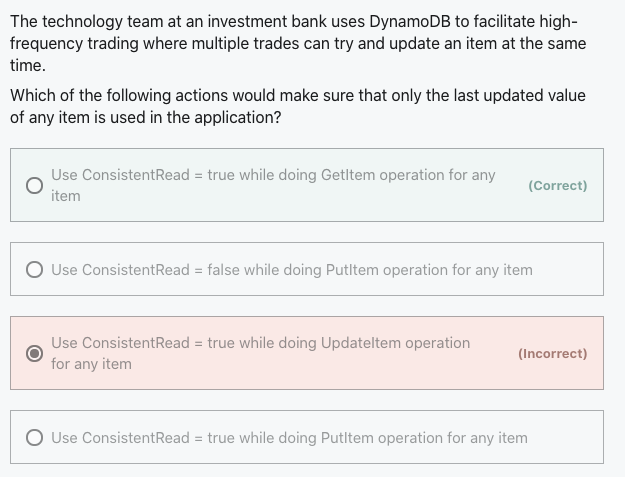 The technology team at an investment bank uses DynamoDB to facilitate high-
frequency trading where multiple trades can try and update an item at the same
time.
Which of the following actions would make sure that only the last updated value
of any item is used in the application?
Use ConsistentRead = true while doing GetItem operation for any
item
(Correct)
Use ConsistentRead = false while doing PutItem operation for any item
Use ConsistentRead = true while doing UpdateItem operation
for any item
(Incorrect)
Use ConsistentRead = true while doing PutItem operation for any item